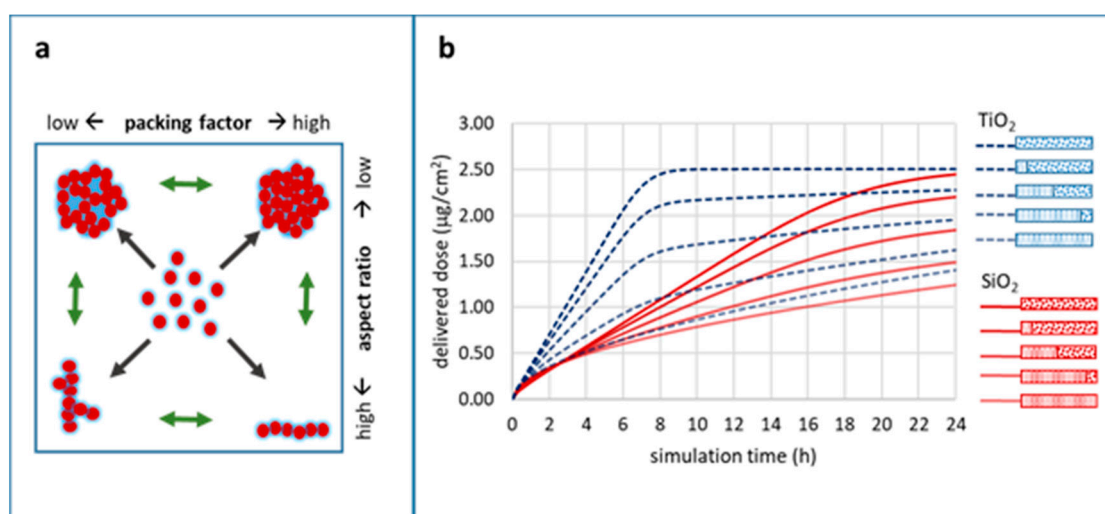 a
low ← packing factor → high
high ← aspect ratio → low
b
3.00
2.50
2.00
1.50
1.00
0.50
0.00
delivered dose (µg/cm²)
0 2 4 6 8 10 12 14 16 18 20 22 24
simulation time (h)
TiO₂
SiO₂